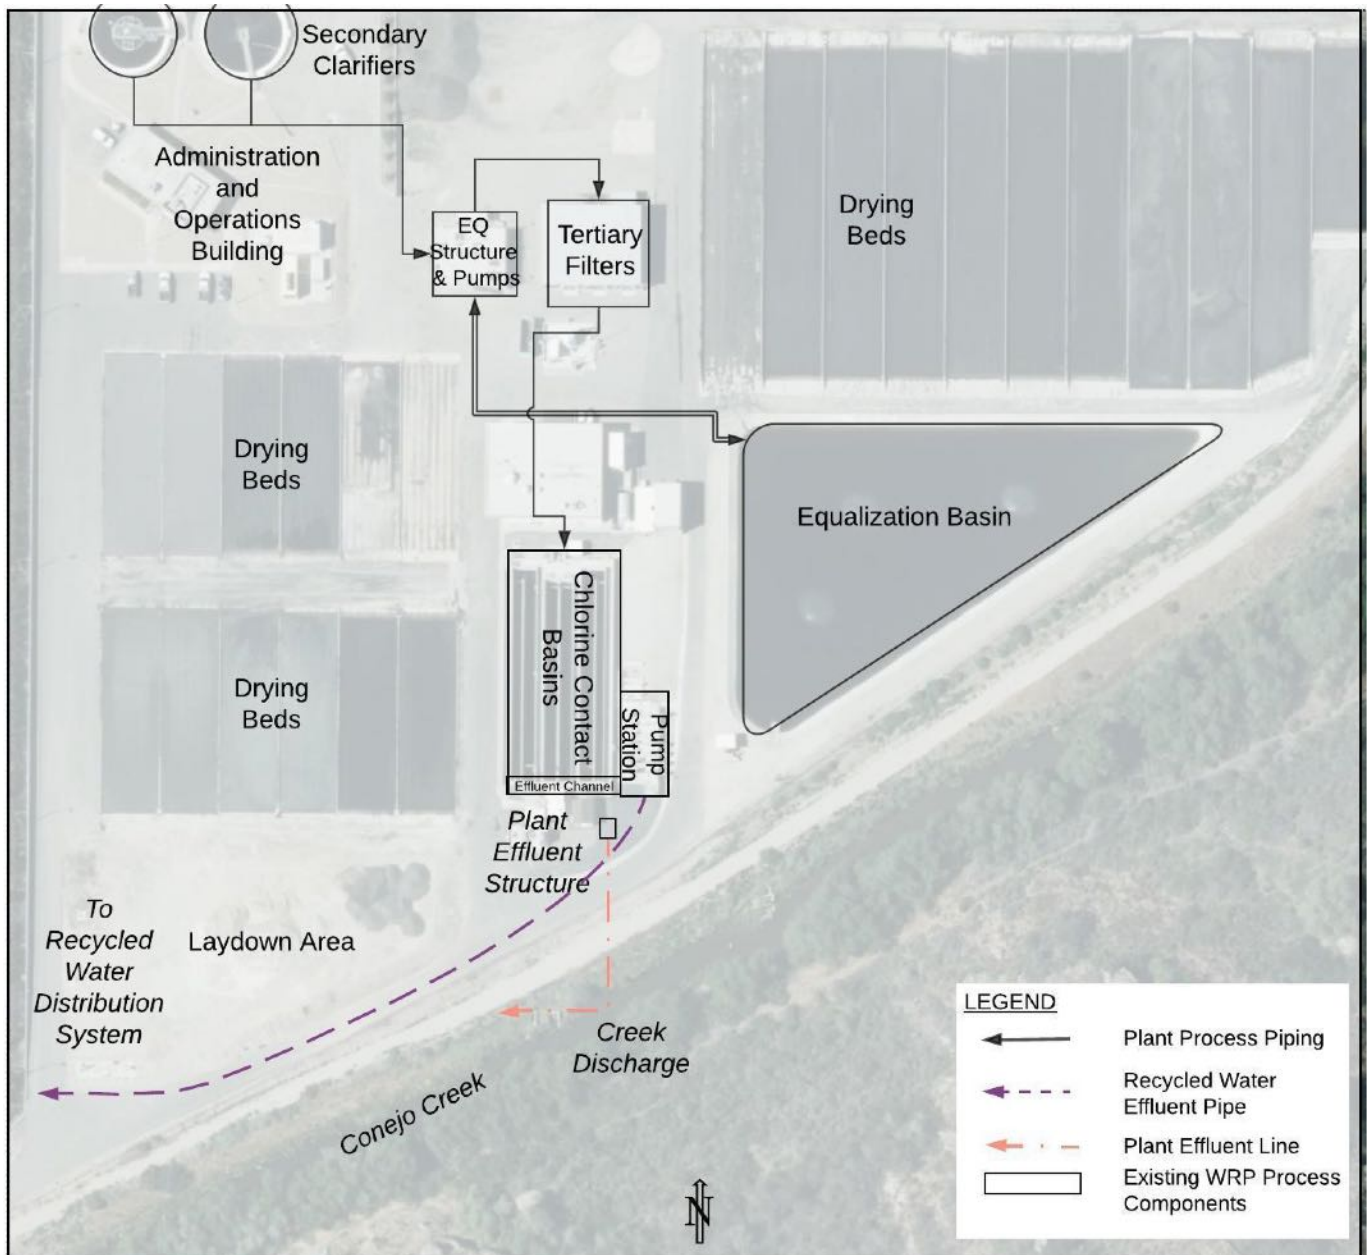 Secondary
Clarifiers
Administration
and
Operations
Building
EQ
Structure
& Pumps
Tertiary
Filters
Drying
Beds
Drying
Beds
Equalization Basin
Chlorine Contact
Basins
Drying
Beds
Pump
Station
Effluent Channel
Plant
Effluent
Structure
To
Recycled
Water
Distribution
System
Laydown Area
Creek
Discharge
Conejo Creek
N
LEGEND
Plant Process Piping
Recycled Water
Effluent Pipe
Plant Effluent Line
Existing WRP Process
Components